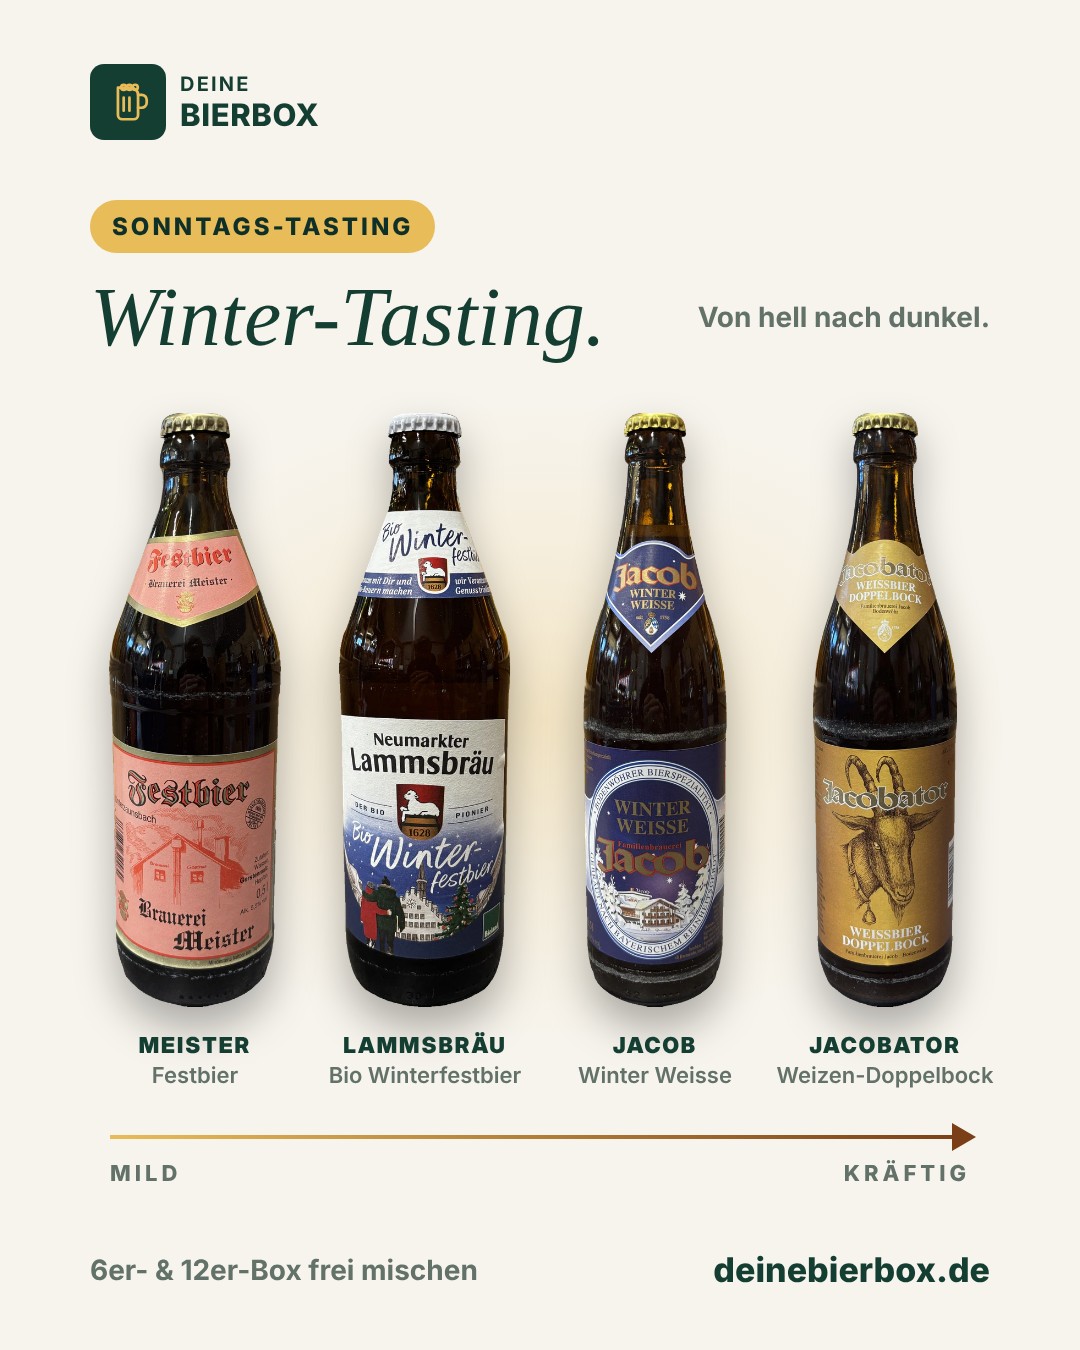 DEINE
BIERBOX
SONNTAGS-TASTING
Winter-Tasting.
Von hell nach dunkel.
Festbier
Brauerei Meister
Festbier
Brauerei
Meister
Bio
Winter-
festbier
1628
Neumarkter
Lammsbräu
DER BIO PIONIER
1628
Bio
Winter-
festbier
Jacob
WINTER
WEISSE
WINTER
WEISSE
Familienbrauerei
Jacob
Jacobator
WEISSBIER
DOPPELBOCK
Jacobator
WEISSBIER
DOPPELBOCK
MEISTER
Festbier
LAMMSBRÄU
Bio Winterfestbier
JACOB
Winter Weisse
JACOBATOR
Weizen-Doppelbock
MILD
KRÄFTIG
6er- & 12er-Box frei mischen
deinebierbox.de